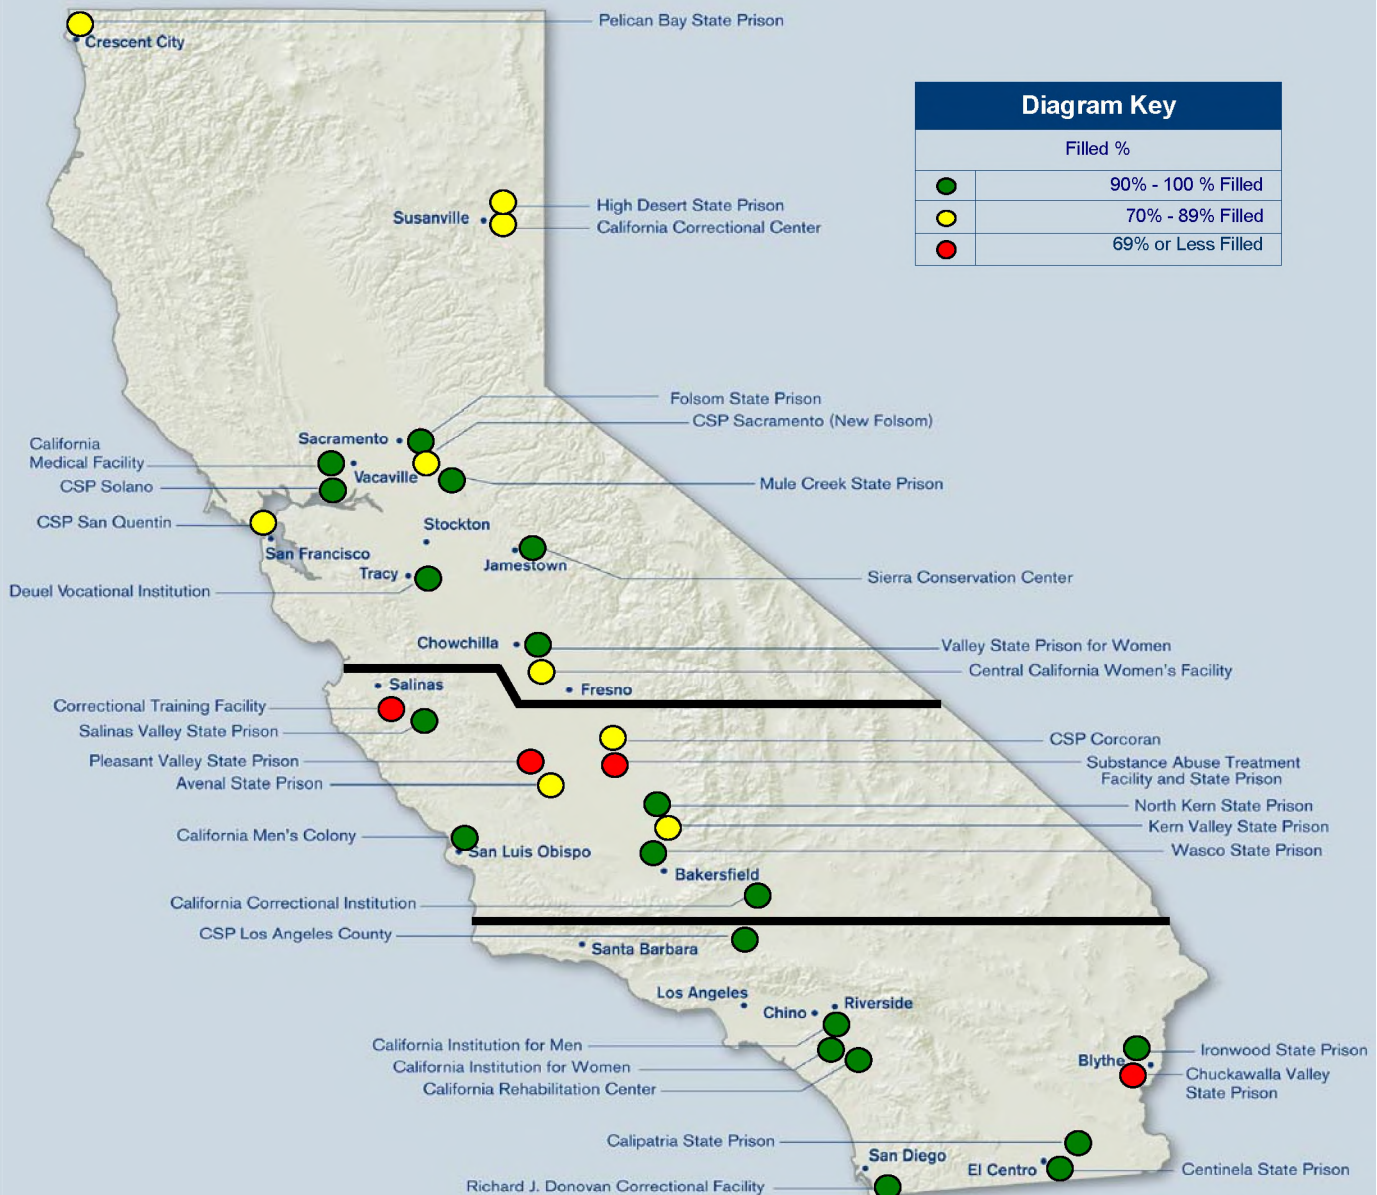 Pelican Bay State Prison
Crescent City
Diagram Key
Filled %
90% - 100 % Filled
70% - 89% Filled
69% or Less Filled
High Desert State Prison
Susanville
California Correctional Center
Folsom State Prison
CSP Sacramento (New Folsom)
Sacramento
California
Medical Facility
Vacaville
CSP Solano
Mule Creek State Prison
CSP San Quentin
Stockton
San Francisco
Jamestown
Tracy
Sierra Conservation Center
Deuel Vocational Institution
Chowchilla
Valley State Prison for Women
Central California Women's Facility
Salinas
Fresno
Correctional Training Facility
Salinas Valley State Prison
CSP Corcoran
Pleasant Valley State Prison
Substance Abuse Treatment
Facility and State Prison
Avenal State Prison
North Kern State Prison
Kern Valley State Prison
California Men's Colony
San Luis Obispo
Wasco State Prison
Bakersfield
California Correctional Institution
CSP Los Angeles County
Santa Barbara
Los Angeles
Riverside
Chino
California Institution for Men
Ironwood State Prison
Blythe
California Institution for Women
Chuckawalla Valley
State Prison
California Rehabilitation Center
Calipatria State Prison
San Diego
El Centro
Centinela State Prison
Richard J. Donovan Correctional Facility